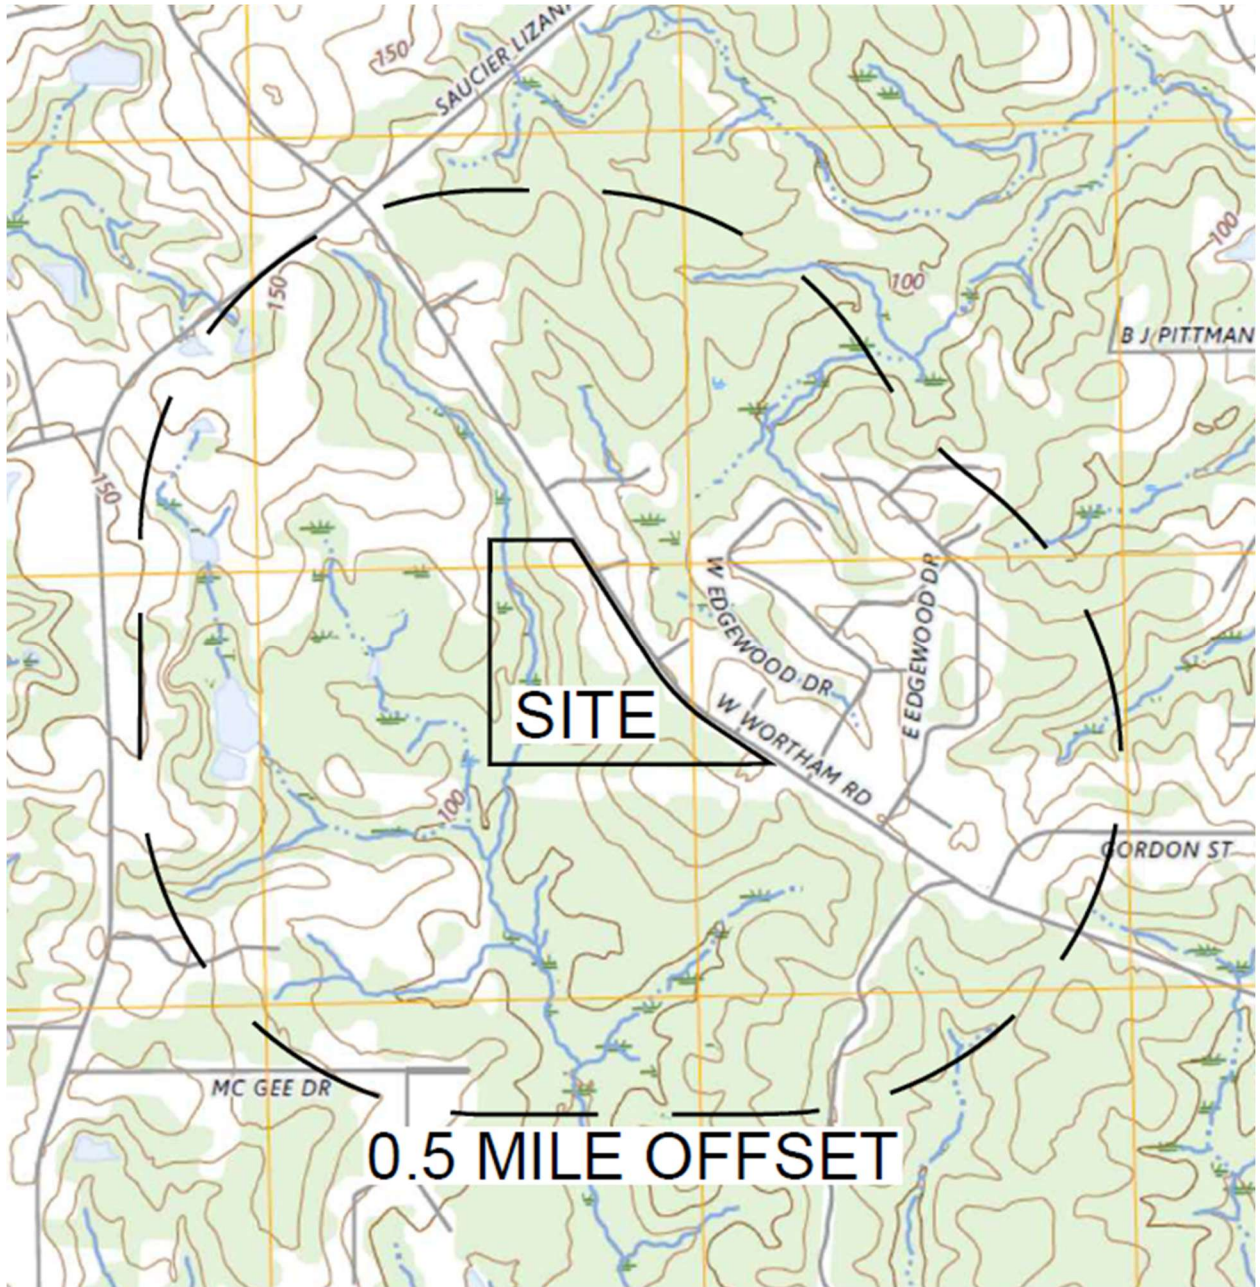 SAUCIER LIZAN
150
150
100
100
B J PITTMAN
150
W EDGEWOOD DR
E EDGEWOOD DR
SITE
W WORTHAM RD
100
GORDON ST
MC GEE DR
0.5 MILE OFFSET